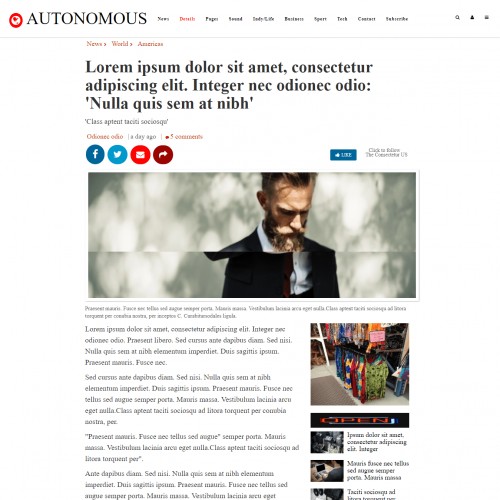 AUTONOMOUS
News Details Pages Sound Indy/Life Business Sport Tech Contact Subscribe
News > World > Americas
Lorem ipsum dolor sit amet, consectetur
adipiscing elit. Integer nec odionec odio:
'Nulla quis sem at nibh'
'Class aptent taciti sociosqu'
Odionec odio | a day ago | 5 comments
LIKE
Click to follow
The Consectetur US
Praesent mauris. Fusce nec tellus sed augue semper porta. Mauris massa. Vestibulum lacinia arcu eget nulla.Class aptent taciti sociosqu ad litora
torquent per conubia nostra, per inceptos C. Curabitursodales ligula.
Lorem ipsum dolor sit amet, consectetur adipiscing elit. Integer nec
odio. Praesent libero. Sed cursus ante dapibus diam. Sed nisi.
Nulla quis sem at nibh elementum imperdiet. Duis sagittis ipsum.
Praesent mauris. Fusce nec.
Sed cursus ante dapibus diam. Sed nisi. Nulla quis sem at nibh
elementum imperdiet. Duis sagittis ipsum. Praesent mauris. Fusce nec
tellus sed augue semper porta. Mauris massa. Vestibulum lacinia arcu
eget nulla.Class aptent taciti sociosqu ad litora torquent per conubia
nostra, per.
"Praesent mauris. Fusce nec tellus sed augue" semper porta. Mauris
massa. Vestibulum lacinia arcu eget nulla.Class aptent taciti sociosqu ad
litora torquent per".
Ante dapibus diam. Sed nisi. Nulla quis sem at nibh elementum
imperdiet. Duis sagittis ipsum. Praesent mauris. Fusce nec tellus sed
augue semper porta. Mauris massa. Vestibulum lacinia arcu eget
OPEN
Lorem ipsum dolor sit
amet, consectetur
adipiscing elit. Integer
Mauris fusce nec tellus
sed augue semper
porta. Mauris massa
Taciti sociosqu ad
litora torquent per